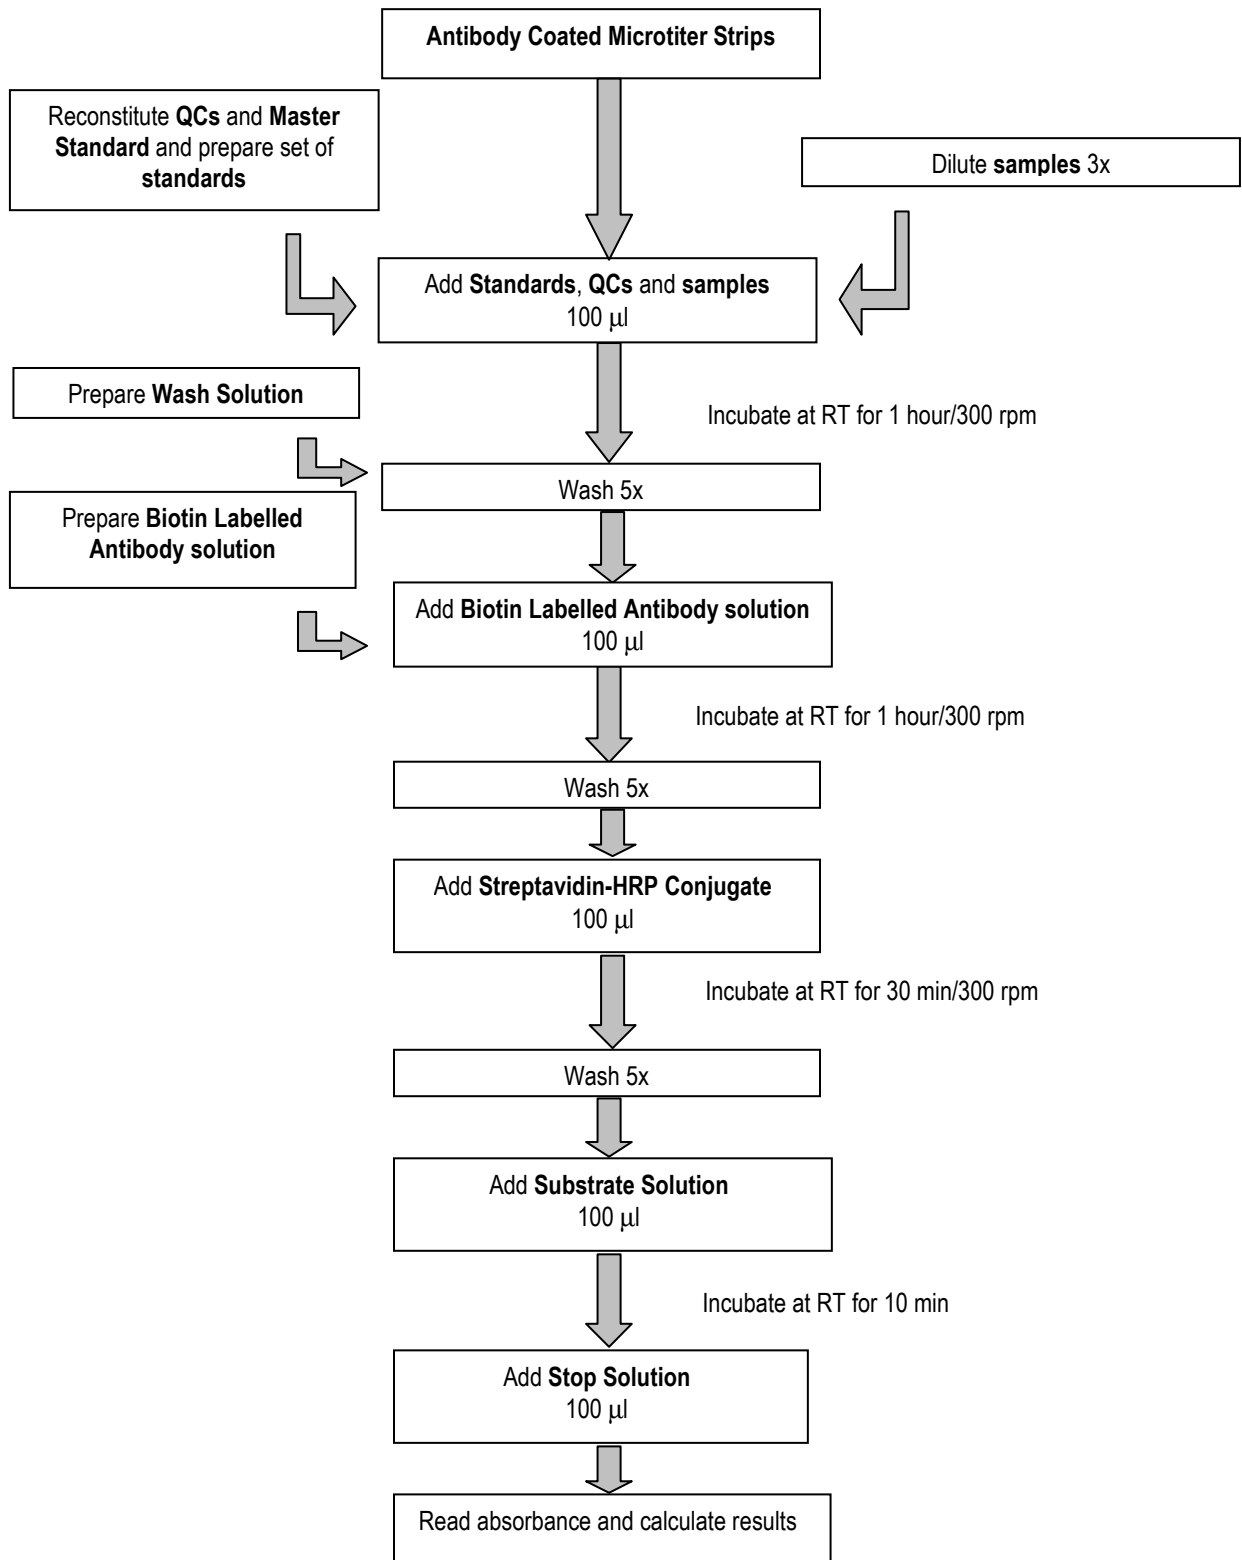 Antibody Coated Microtiter Strips
Reconstitute QCs and Master
Standard and prepare set of
standards
Dilute samples 3x
Add Standards, QCs and samples
100 µl
Prepare Wash Solution
Incubate at RT for 1 hour/300 rpm
Wash 5x
Prepare Biotin Labelled
Antibody solution
Add Biotin Labelled Antibody solution
100 µl
Incubate at RT for 1 hour/300 rpm
Wash 5x
Add Streptavidin-HRP Conjugate
100 µl
Incubate at RT for 30 min/300 rpm
Wash 5x
Add Substrate Solution
100 µl
Incubate at RT for 10 min
Add Stop Solution
100 µl
Read absorbance and calculate results